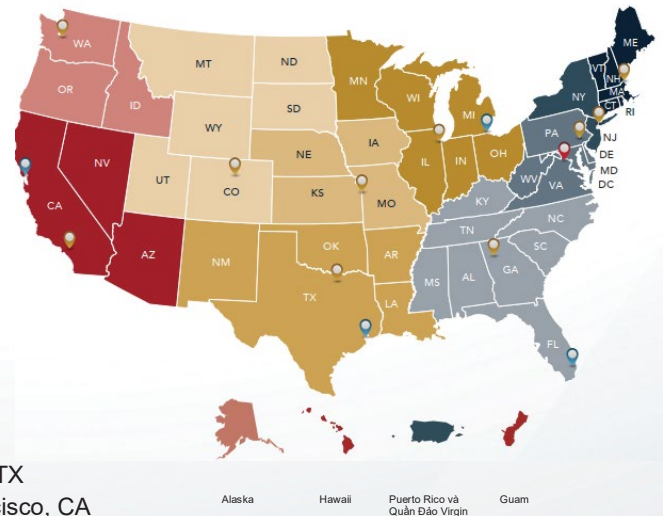 WA
MT
ND
MN
ME
VT
NH
OR
ID
SD
WI
MI
NY
MA
CT
RI
WY
IA
PA
NJ
NV
NE
IL
IN
OH
DE
UT
CO
WV
VA
MD
DC
CA
KS
MO
KY
NC
TN
AZ
NM
OK
AR
SC
TX
MS
AL
GA
LA
FL
TX
cisco, CA
Alaska
Hawaii
Puerto Rico và
Quần Đảo Virgin
Guam